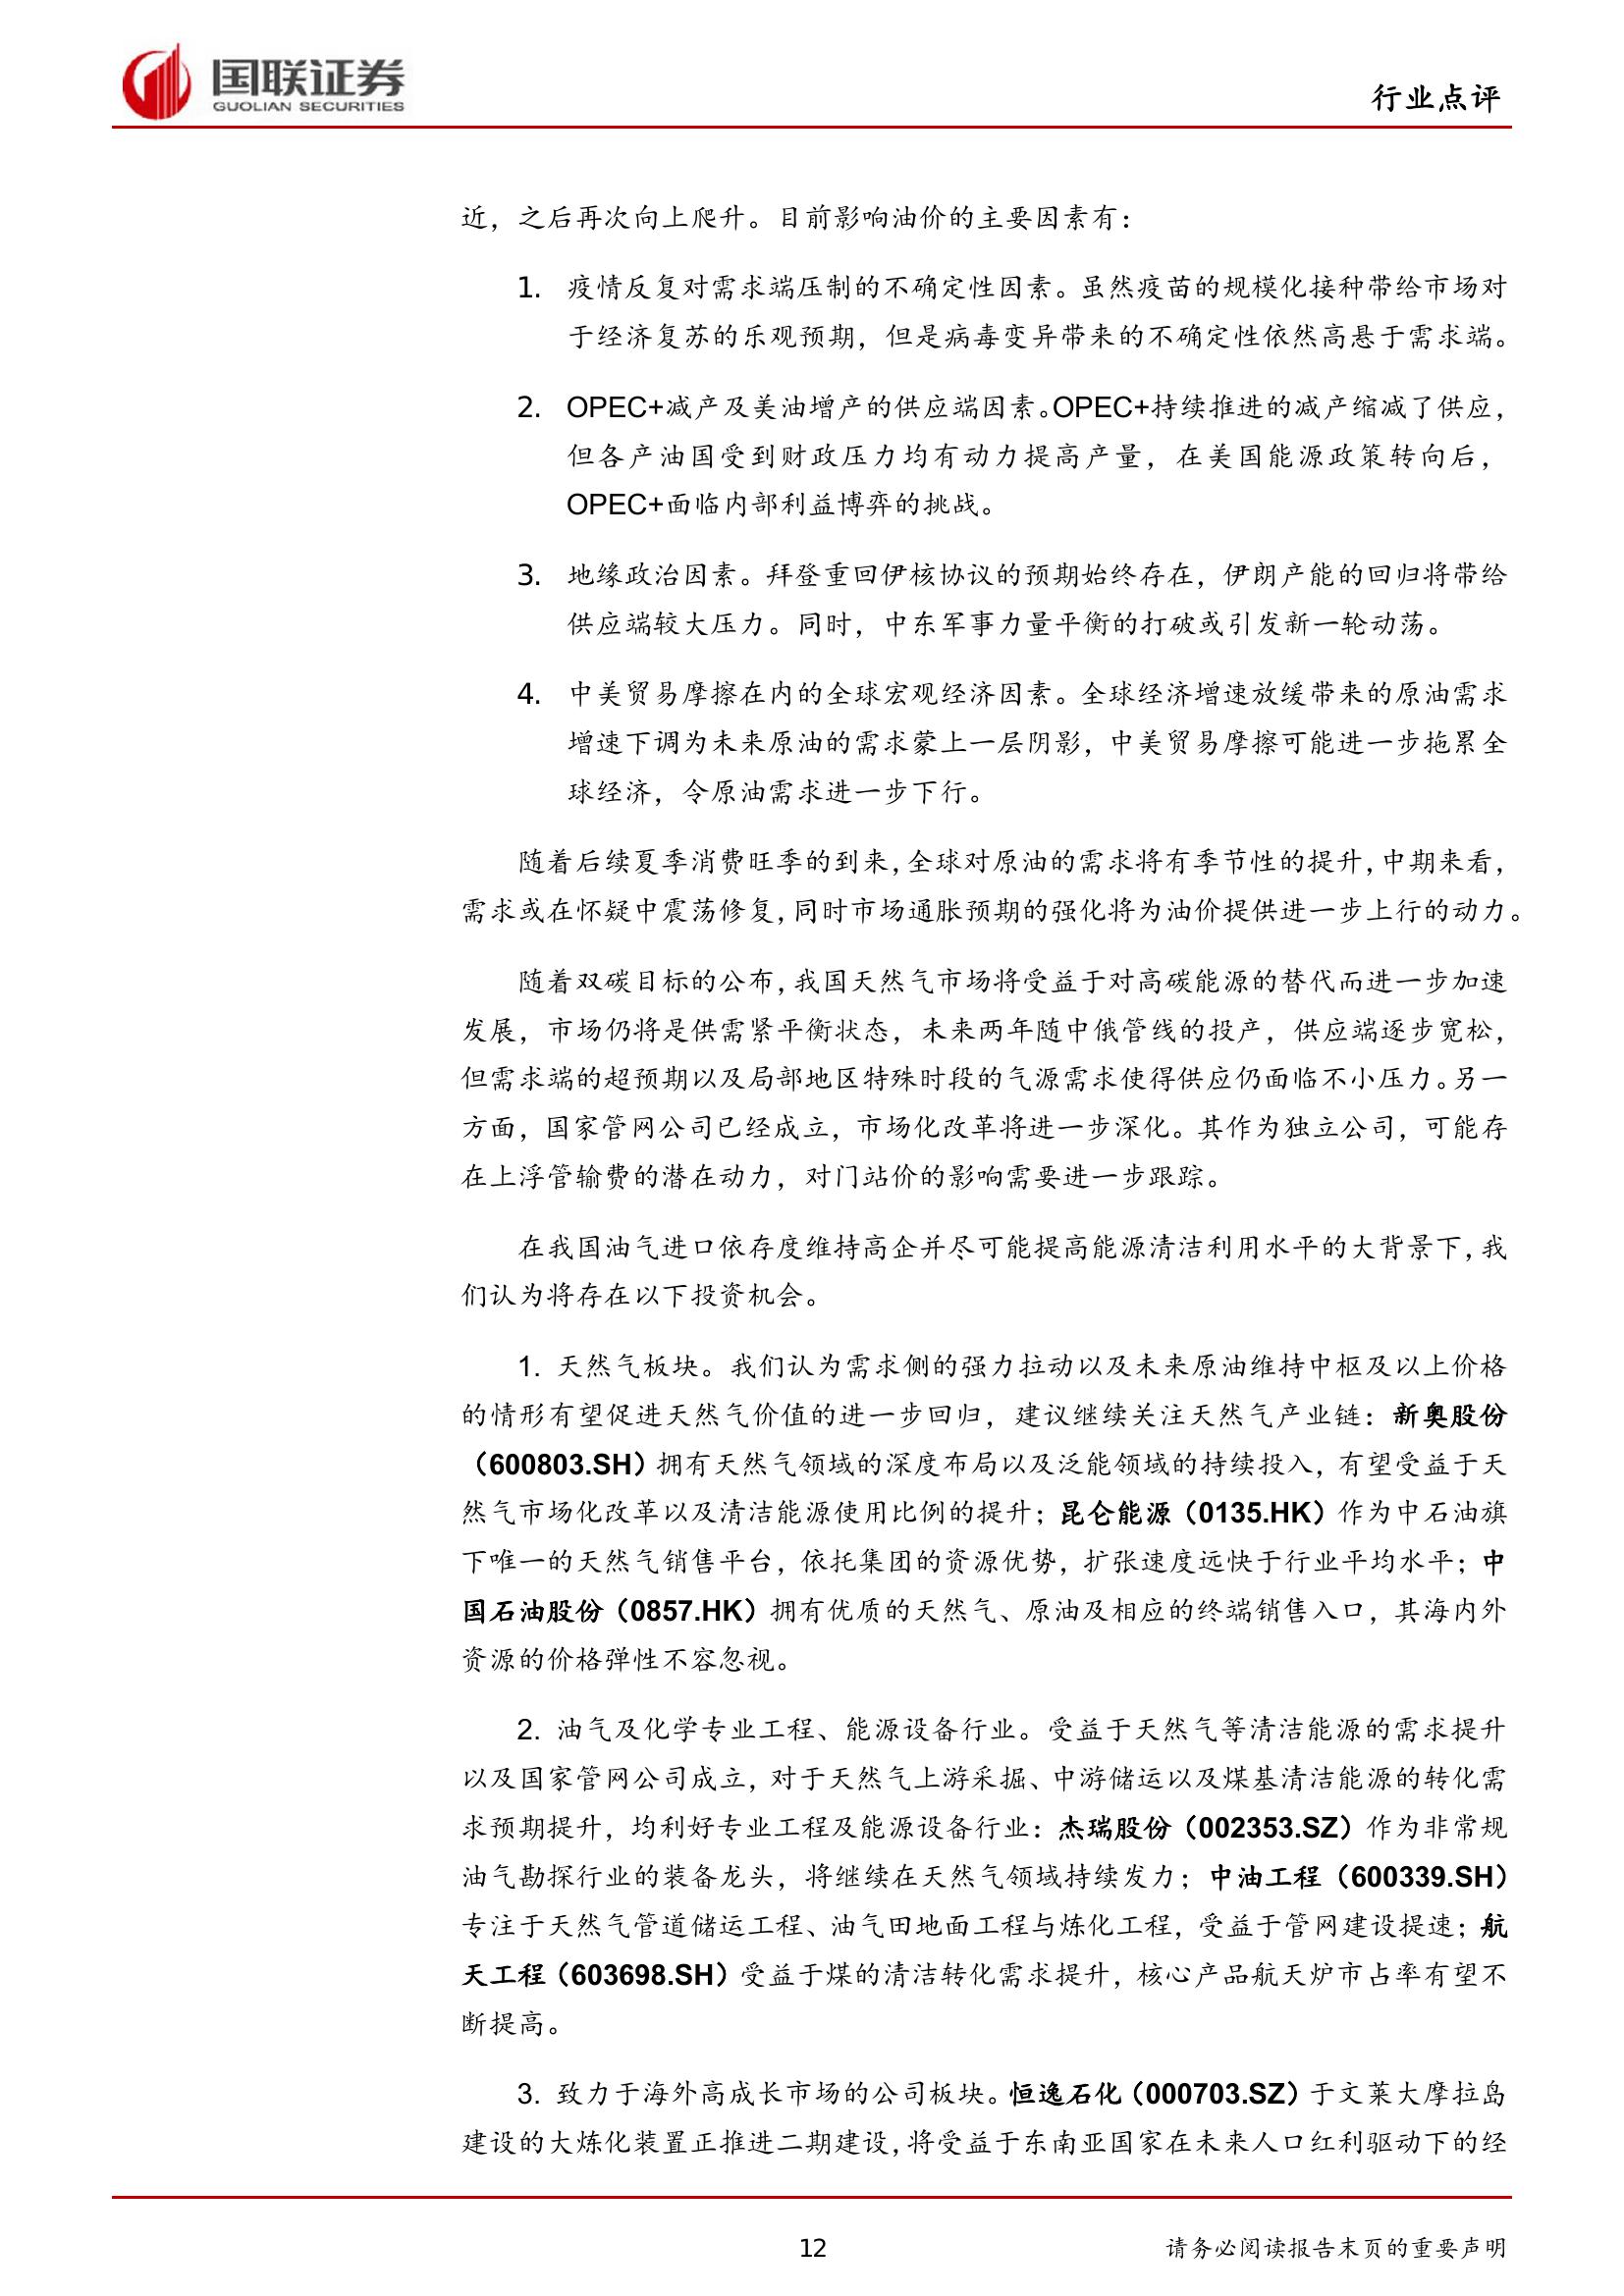 国联证券
GUOLIAN SECURITIES
行业点评
近，之后再次向上爬升。目前影响油价的主要因素有：
1. 疫情反复对需求端压制的不确定性因素。虽然疫苗的规模化接种带给市场对
于经济复苏的乐观预期，但是病毒变异带来的不确定性依然高悬于需求端。
2. OPEC+减产及美油增产的供应端因素。OPEC+持续推进的减产缩减了供应，
但各产油国受到财政压力均有动力提高产量，在美国能源政策转向后，
OPEC+面临内部利益博弈的挑战。
3. 地缘政治因素。拜登重回伊核协议的预期始终存在，伊朗产能的回归将带给
供应端较大压力。同时，中东军事力量平衡的打破或引发新一轮动荡。
4. 中美贸易摩擦在内的全球宏观经济因素。全球经济增速放缓带来的原油需求
增速下调为未来原油的需求蒙上一层阴影，中美贸易摩擦可能进一步拖累全
球经济，令原油需求进一步下行。
随着后续夏季消费旺季的到来，全球对原油的需求将有季节性的提升，中期来看，
需求或在怀疑中震荡修复，同时市场通胀预期的强化将为油价提供进一步上行的动力。
随着双碳目标的公布，我国天然气市场将受益于对高碳能源的替代而进一步加速
发展，市场仍将是供需紧平衡状态，未来两年随中俄管线的投产，供应端逐步宽松，
但需求端的超预期以及局部地区特殊时段的气源需求使得供应仍面临不小压力。另一
方面，国家管网公司已经成立，市场化改革将进一步深化。其作为独立公司，可能存
在上浮管输费的潜在动力，对门站价的影响需要进一步跟踪。
在我国油气进口依存度维持高企并尽可能提高能源清洁利用水平的大背景下，我
们认为将存在以下投资机会。
1. 天然气板块。我们认为需求侧的强力拉动以及未来原油维持中枢及以上价格
的情形有望促进天然气价值的进一步回归，建议继续关注天然气产业链：新奥股份
（600803.SH）拥有天然气领域的深度布局以及泛能领域的持续投入，有望受益于天
然气市场化改革以及清洁能源使用比例的提升；昆仑能源（0135.HK）作为中石油旗
下唯一的天然气销售平台，依托集团的资源优势，扩张速度远快于行业平均水平；中
国石油股份（0857.HK）拥有优质的天然气、原油及相应的终端销售入口，其海内外
资源的价格弹性不容忽视。
2. 油气及化学专业工程、能源设备行业。受益于天然气等清洁能源的需求提升
以及国家管网公司成立，对于天然气上游采掘、中游储运以及煤基清洁能源的转化需
求预期提升，均利好专业工程及能源设备行业：杰瑞股份（002353.SZ）作为非常规
油气勘探行业的装备龙头，将继续在天然气领域持续发力；中油工程（600339.SH）
专注于天然气管道储运工程、油气田地面工程与炼化工程，受益于管网建设提速；航
天工程（603698.SH）受益于煤的清洁转化需求提升，核心产品航天炉市占率有望不
断提高。
3. 致力于海外高成长市场的公司板块。恒逸石化（000703.SZ）于文莱大摩拉岛
建设的大炼化装置正推进二期建设，将受益于东南亚国家在未来人口红利驱动下的经
12
请务必阅读报告末页的重要声明